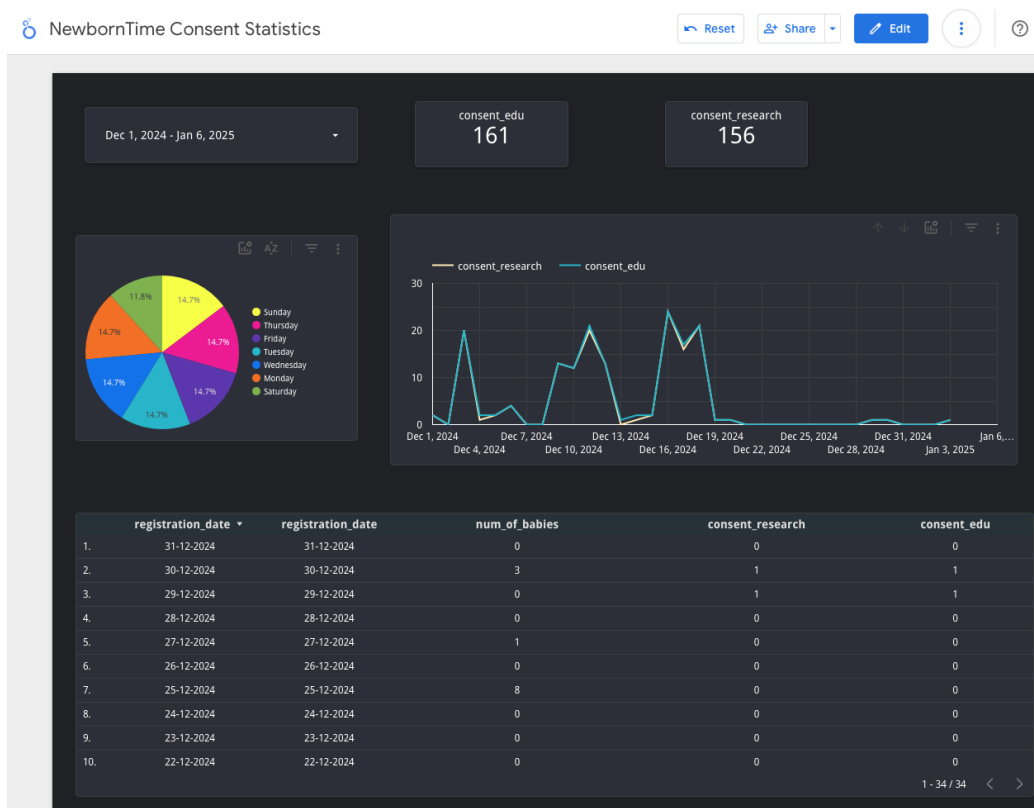 NewbornTime Consent Statistics
Reset
Share
Edit
Dec 1, 2024 - Jan 6, 2025
consent_edu
161
consent_research
156
11.8%
14.7%
14.7%
14.7%
14.7%
14.7%
14.7%
Sunday
Thursday
Friday
Tuesday
Wednesday
Monday
Saturday
consent_research consent_edu
30
20
10
0
Dec 1, 2024 Dec 7, 2024 Dec 13, 2024 Dec 19, 2024 Dec 25, 2024 Dec 31, 2024 Jan 6,...
Dec 4, 2024 Dec 10, 2024 Dec 16, 2024 Dec 22, 2024 Dec 28, 2024 Jan 3, 2025
registration_date registration_date num_of_babies consent_research consent_edu
1. 31-12-2024 31-12-2024 0 0 0
2. 30-12-2024 30-12-2024 3 1 1
3. 29-12-2024 29-12-2024 0 1 1
4. 28-12-2024 28-12-2024 0 0 0
5. 27-12-2024 27-12-2024 1 0 0
6. 26-12-2024 26-12-2024 0 0 0
7. 25-12-2024 25-12-2024 8 0 0
8. 24-12-2024 24-12-2024 0 0 0
9. 23-12-2024 23-12-2024 0 0 0
10. 22-12-2024 22-12-2024 0 0 0
1 - 34 / 34